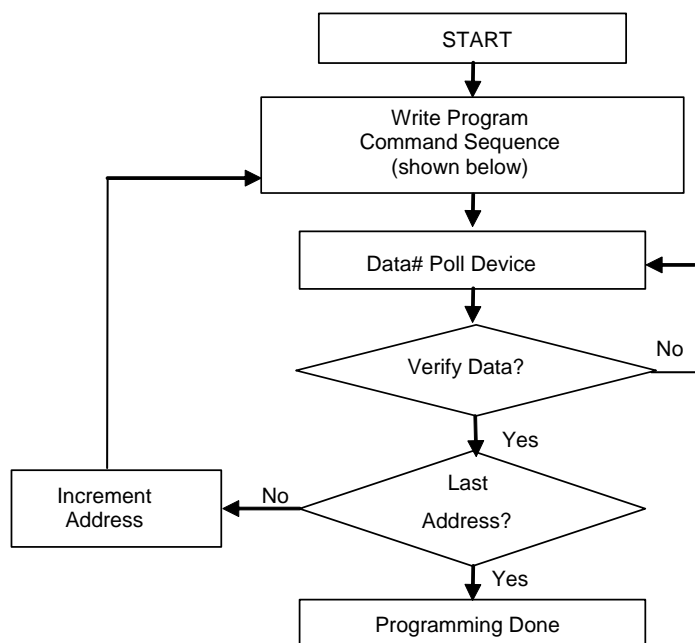 START
Write Program
Command Sequence
(shown below)
Data# Poll Device
Verify Data?
No
Yes
Increment
Address
No
Last
Address?
Yes
Programming Done